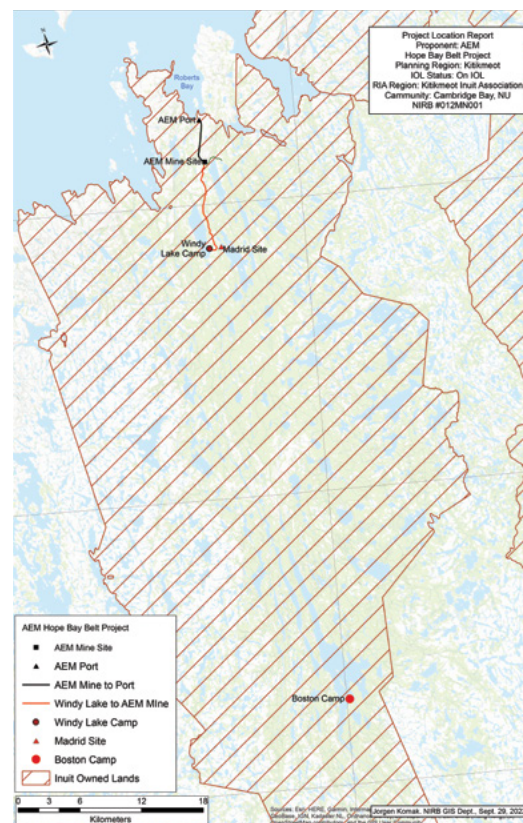 N
Project Location Report
Proponent: AEM
Hope Bay Belt Project
Planning Region: Kitikmeot
IOL Status: On IOL
RIA Region: Kitikmeot Inuit Association
Cammunity: Cambridge Bay, NU
NIRB #012MN001
Roberts
Bay
AEM Port
AEM Mine Site
Windy
Lake Camp
Madrid Site
Boston Camp
AEM Hope Bay Belt Project
AEM Mine Site
AEM Port
AEM Mine to Port
Windy Lake to AEM MIne
Windy Lake Camp
Madrid Site
Boston Camp
Inuit Owned Lands
0 3 6 12 18
Kilometers
Sources: Esri, HERE, Garmin,
Jorgen Komak, NIRB GIS Dept., Sept. 29, 202